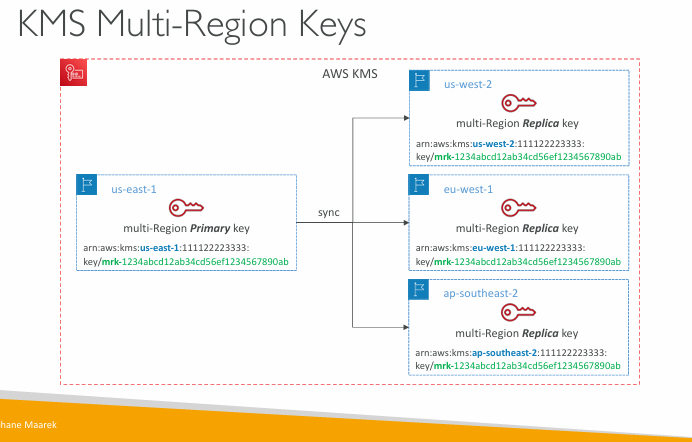 KMS Multi-Region Keys
AWS KMS
us-west-2
multi-Region Replica key
arn:aws:kms:us-west-2:111122223333:
key/mrk-1234abcd12ab34cd56ef1234567890ab
us-east-1
multi-Region Primary key
arn:aws:kms:us-east-1:111122223333:
key/mrk-1234abcd12ab34cd56ef1234567890ab
sync
eu-west-1
multi-Region Replica key
arn:aws:kms:eu-west-1:111122223333:
key/mrk-1234abcd12ab34cd56ef1234567890ab
ap-southeast-2
multi-Region Replica key
arn:aws:kms:ap-southeast-2:111122223333:
key/mrk-1234abcd12ab34cd56ef1234567890ab
hane Maarek